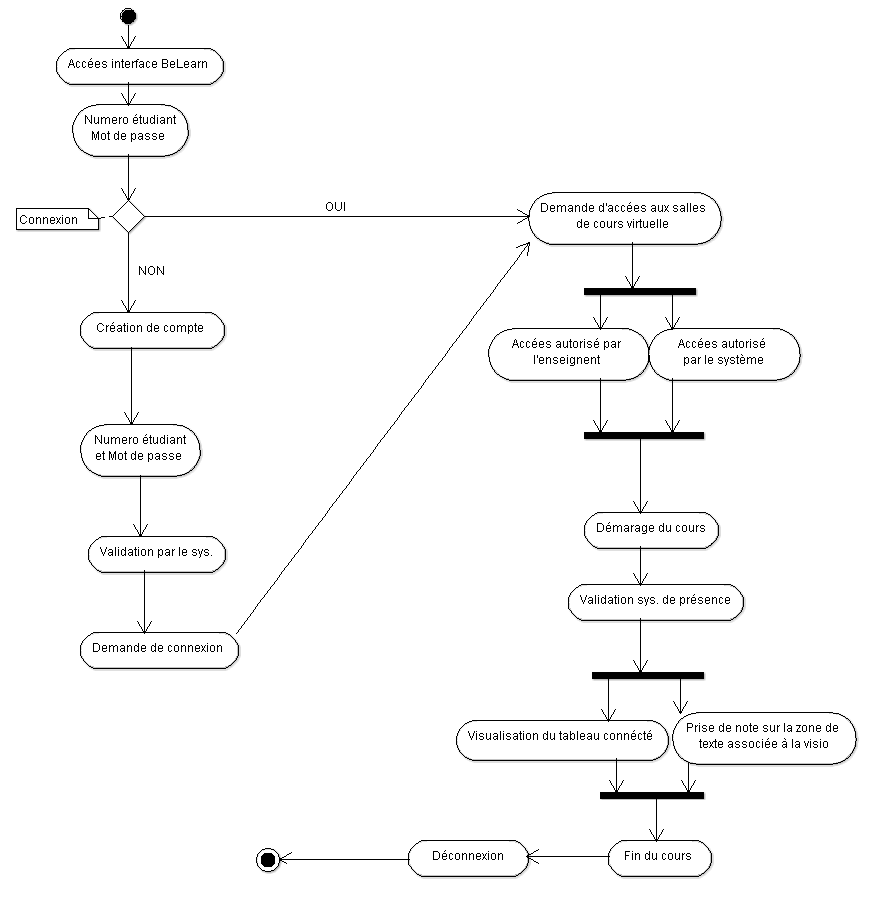 Accées interface BeLearn
Numero étudiant
Mot de passe
Connexion
OUI
NON
Création de compte
Numero étudiant
et Mot de passe
Validation par le sys.
Demande de connexion
Demande d'accées aux salles
de cours virtuelle
Accées autorisé par
l'enseignent
Accées autorisé
par le système
Démarage du cours
Validation sys. de présence
Visualisation du tableau connécté
Prise de note sur la zone de
texte associée à la visio
Fin du cours
Déconnexion